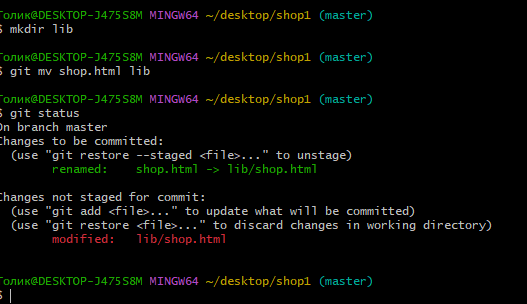 Толик@DESKTOP-J475S8M MINGW64 ~/desktop/shop1 (master)
$ mkdir lib
Толик@DESKTOP-J475S8M MINGW64 ~/desktop/shop1 (master)
$ git mv shop.html lib
Толик@DESKTOP-J475S8M MINGW64 ~/desktop/shop1 (master)
$ git status
On branch master
Changes to be committed:
(use "git restore --staged <file>..." to unstage)
renamed: shop.html -> lib/shop.html
Changes not staged for commit:
(use "git add <file>..." to update what will be committed)
(use "git restore <file>..." to discard changes in working directory)
modified: lib/shop.html
Толик@DESKTOP-J475S8M MINGW64 ~/desktop/shop1 (master)
$